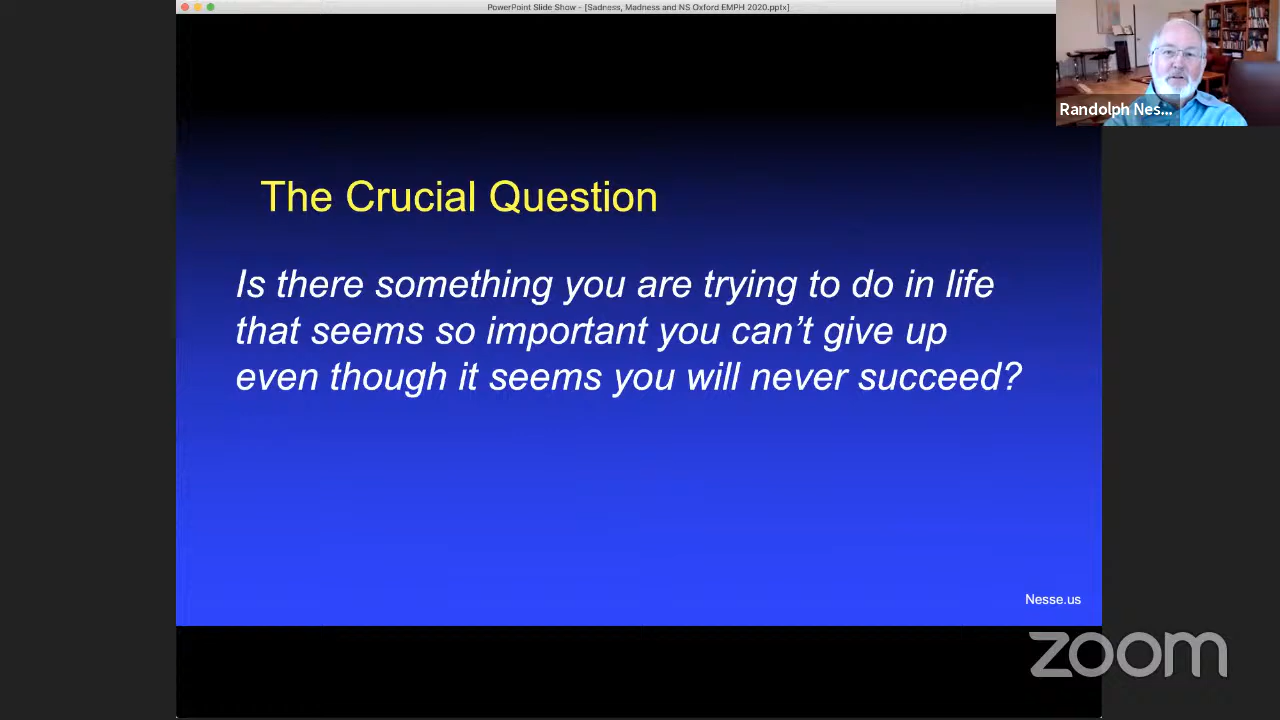 PowerPoint Slide Show - [Sadness, Madness and NS Oxford EMPH 2020.pptx]
Randolph Nes...
The Crucial Question
Is there something you are trying to do in life
that seems so important you can’t give up
even though it seems you will never succeed?
Nesse.us
zoom